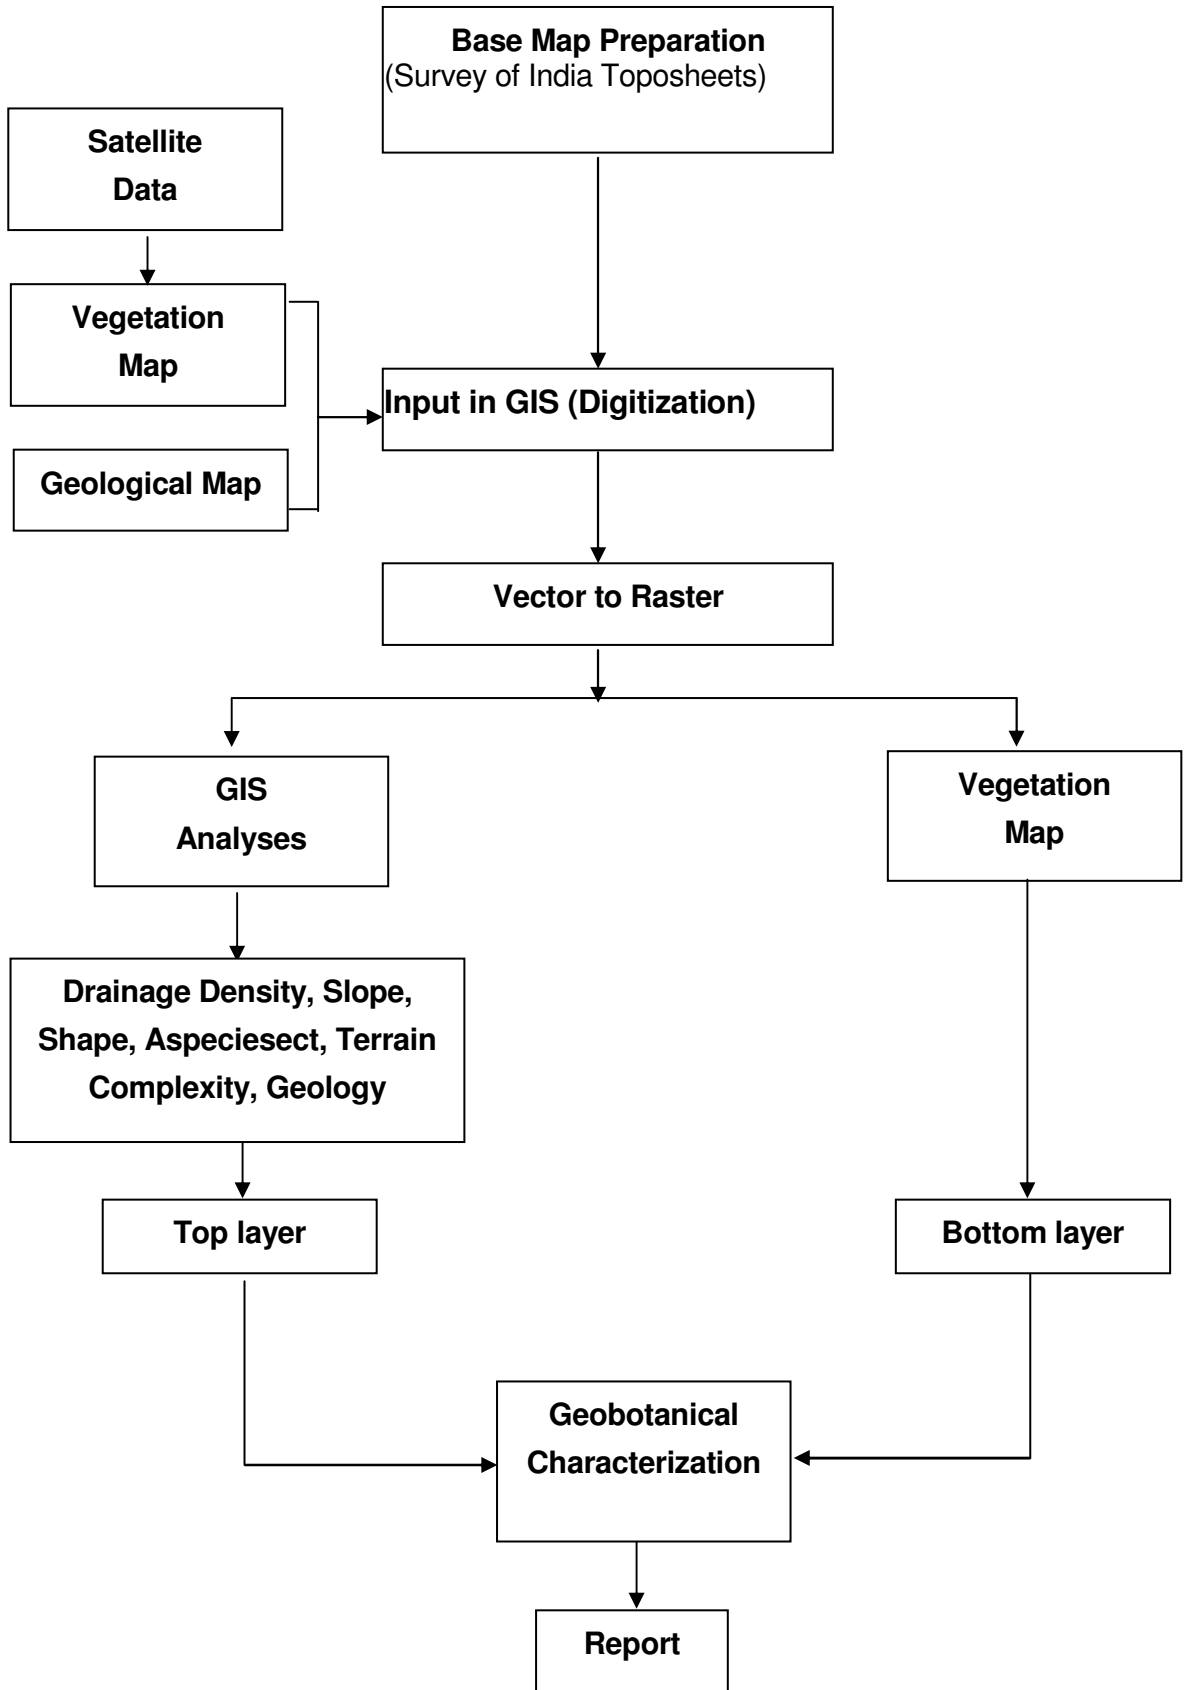 Base Map Preparation
(Survey of India Toposheets)
Satellite
Data
Vegetation
Map
Input in GIS (Digitization)
Geological Map
Vector to Raster
GIS
Analyses
Vegetation
Map
Drainage Density, Slope,
Shape, Aspeciesect, Terrain
Complexity, Geology
Top layer
Bottom layer
Geobotanical
Characterization
Report